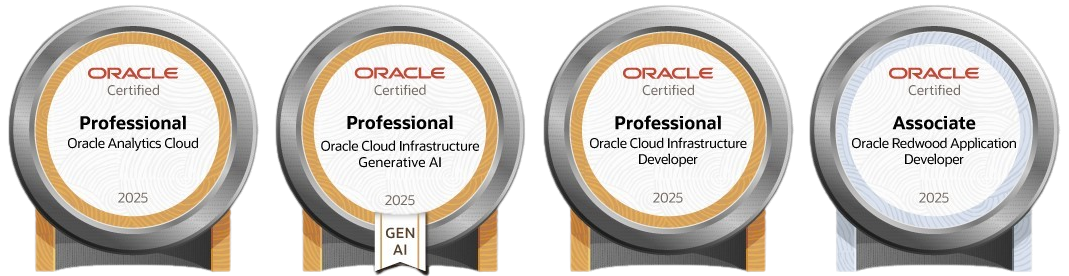 ORACLE
Certified
Professional
Oracle Analytics Cloud
2025
ORACLE
Certified
Professional
Oracle Cloud Infrastructure
Generative AI
2025
GEN
AI
ORACLE
Certified
Professional
Oracle Cloud Infrastructure
Developer
2025
ORACLE
Certified
Associate
Oracle Redwood Application
Developer
2025